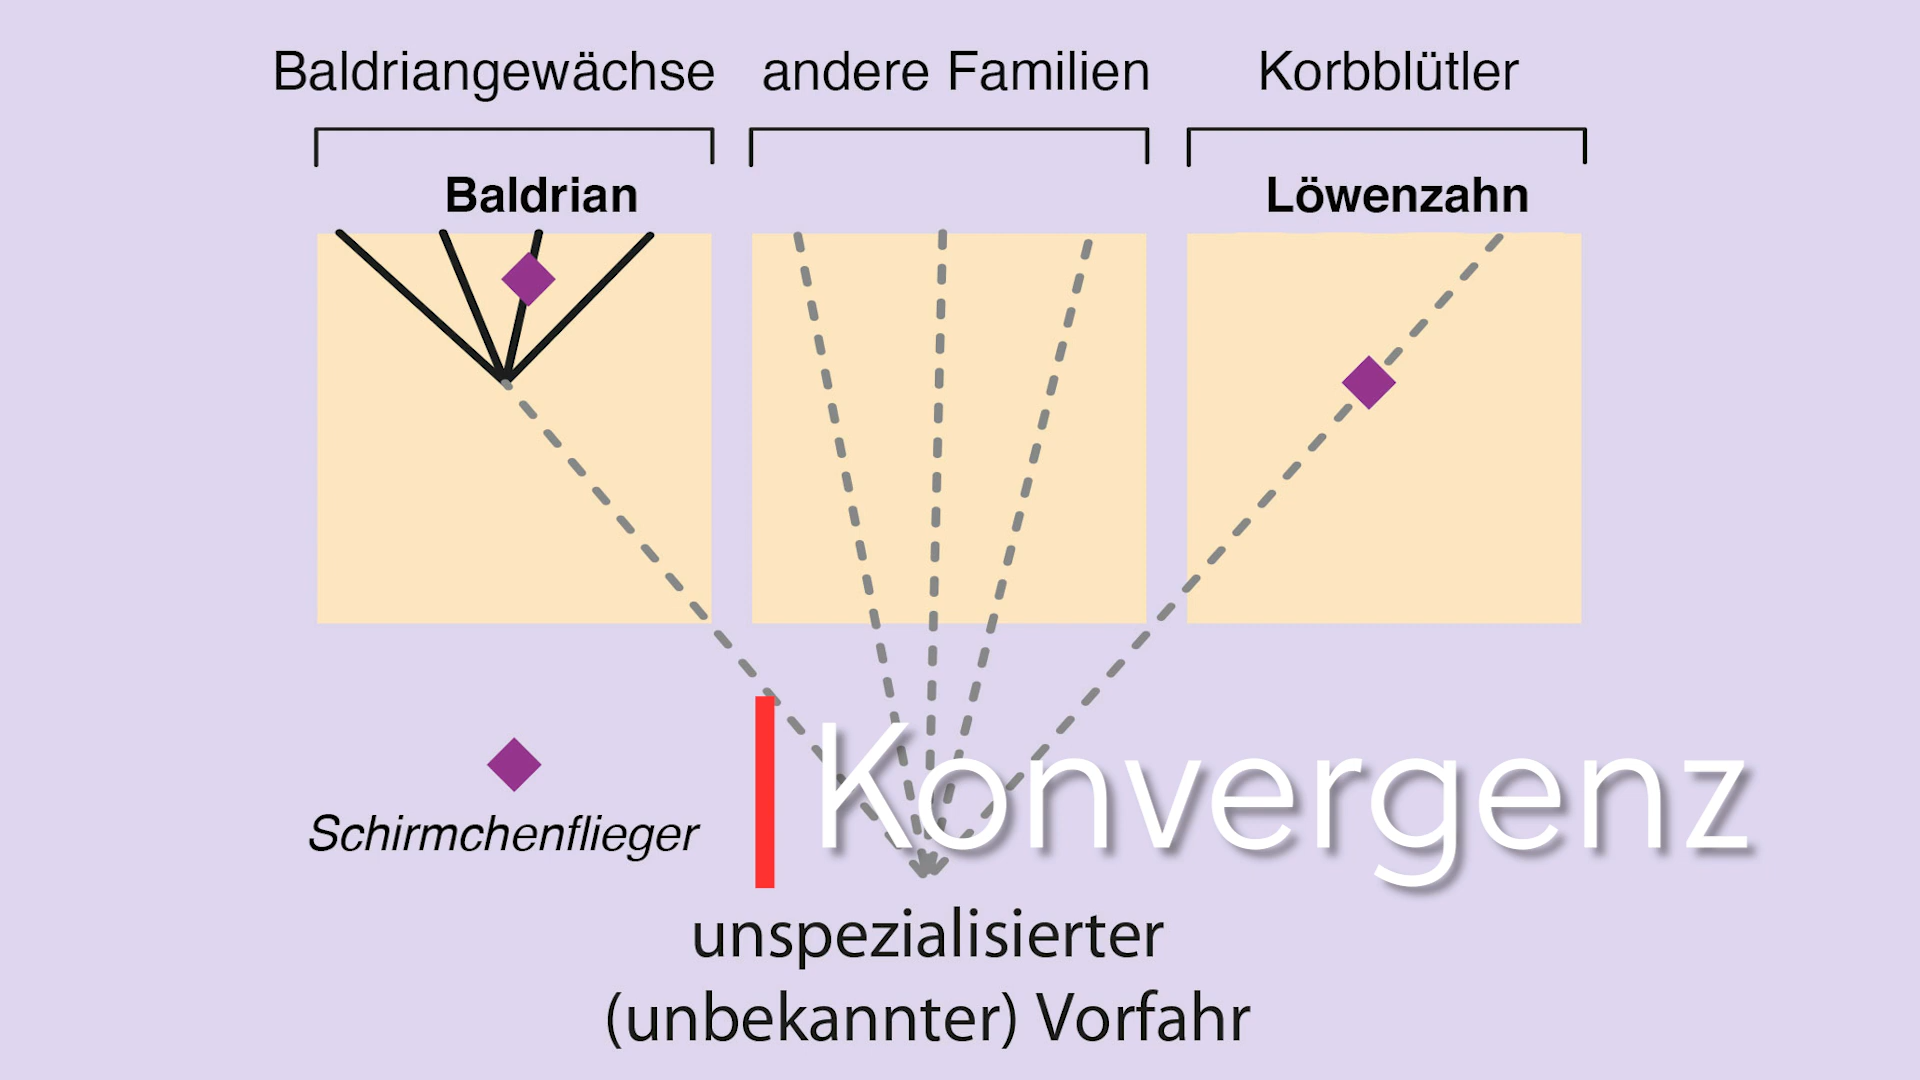 Baldriangewächse
andere Familien
Korbblütler
Baldrian
Löwenzahn
Schirmchenflieger
Konvergenz
unspezialisierter
(unbekannter) Vorfahr